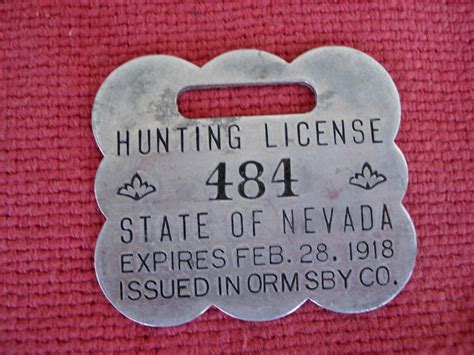 HUNTING LICENSE
484
STATE OF NEVADA
EXPIRES FEB. 28. 1918
ISSUED IN ORMSBY CO.